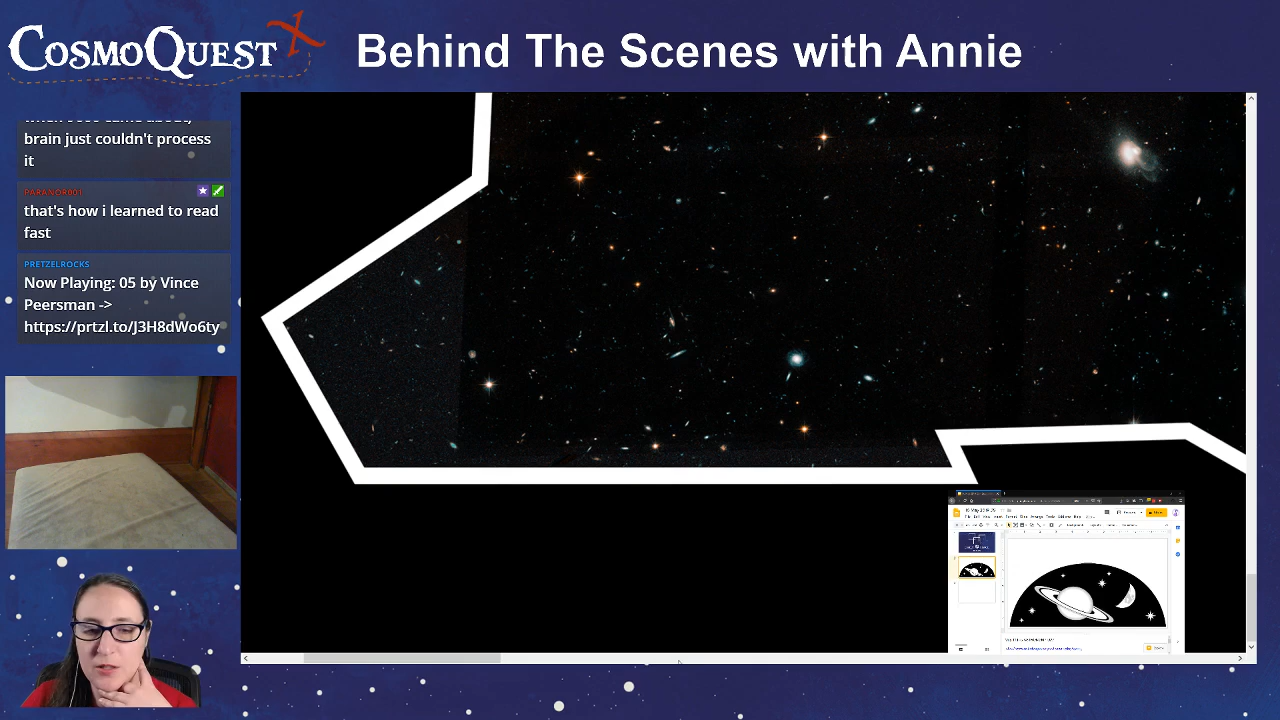 COSMOQUEST X
Behind The Scenes with Annie
brain just couldn't process
it
PARANOR001
that's how i learned to read
fast
PRETZELROCKS
Now Playing: 05 by Vince
Peersman ->
https://prtzl.to/J3H8dWo6ty